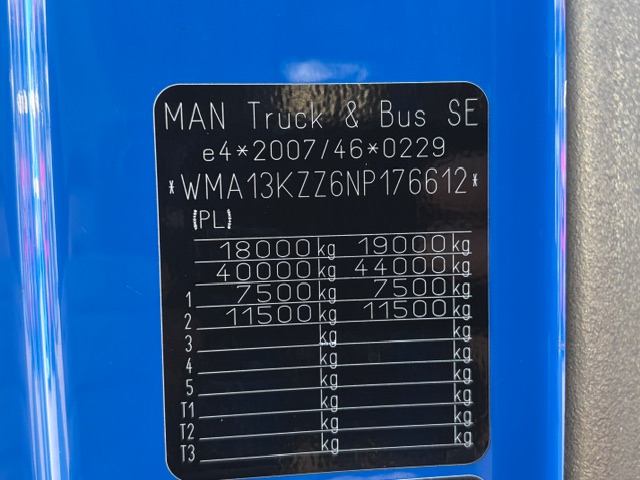 MAN Truck & Bus SE
e4*2007/46*0229
*WMA13KZZ6NP176612*
(PL)
18000 kg 19000 kg
40000 kg 44000 kg
1 7500 kg 7500 kg
2 11500 kg 11500 kg
3 kg kg
4 kg kg
5 kg kg
T1 kg kg
T2 kg kg
T3 kg kg